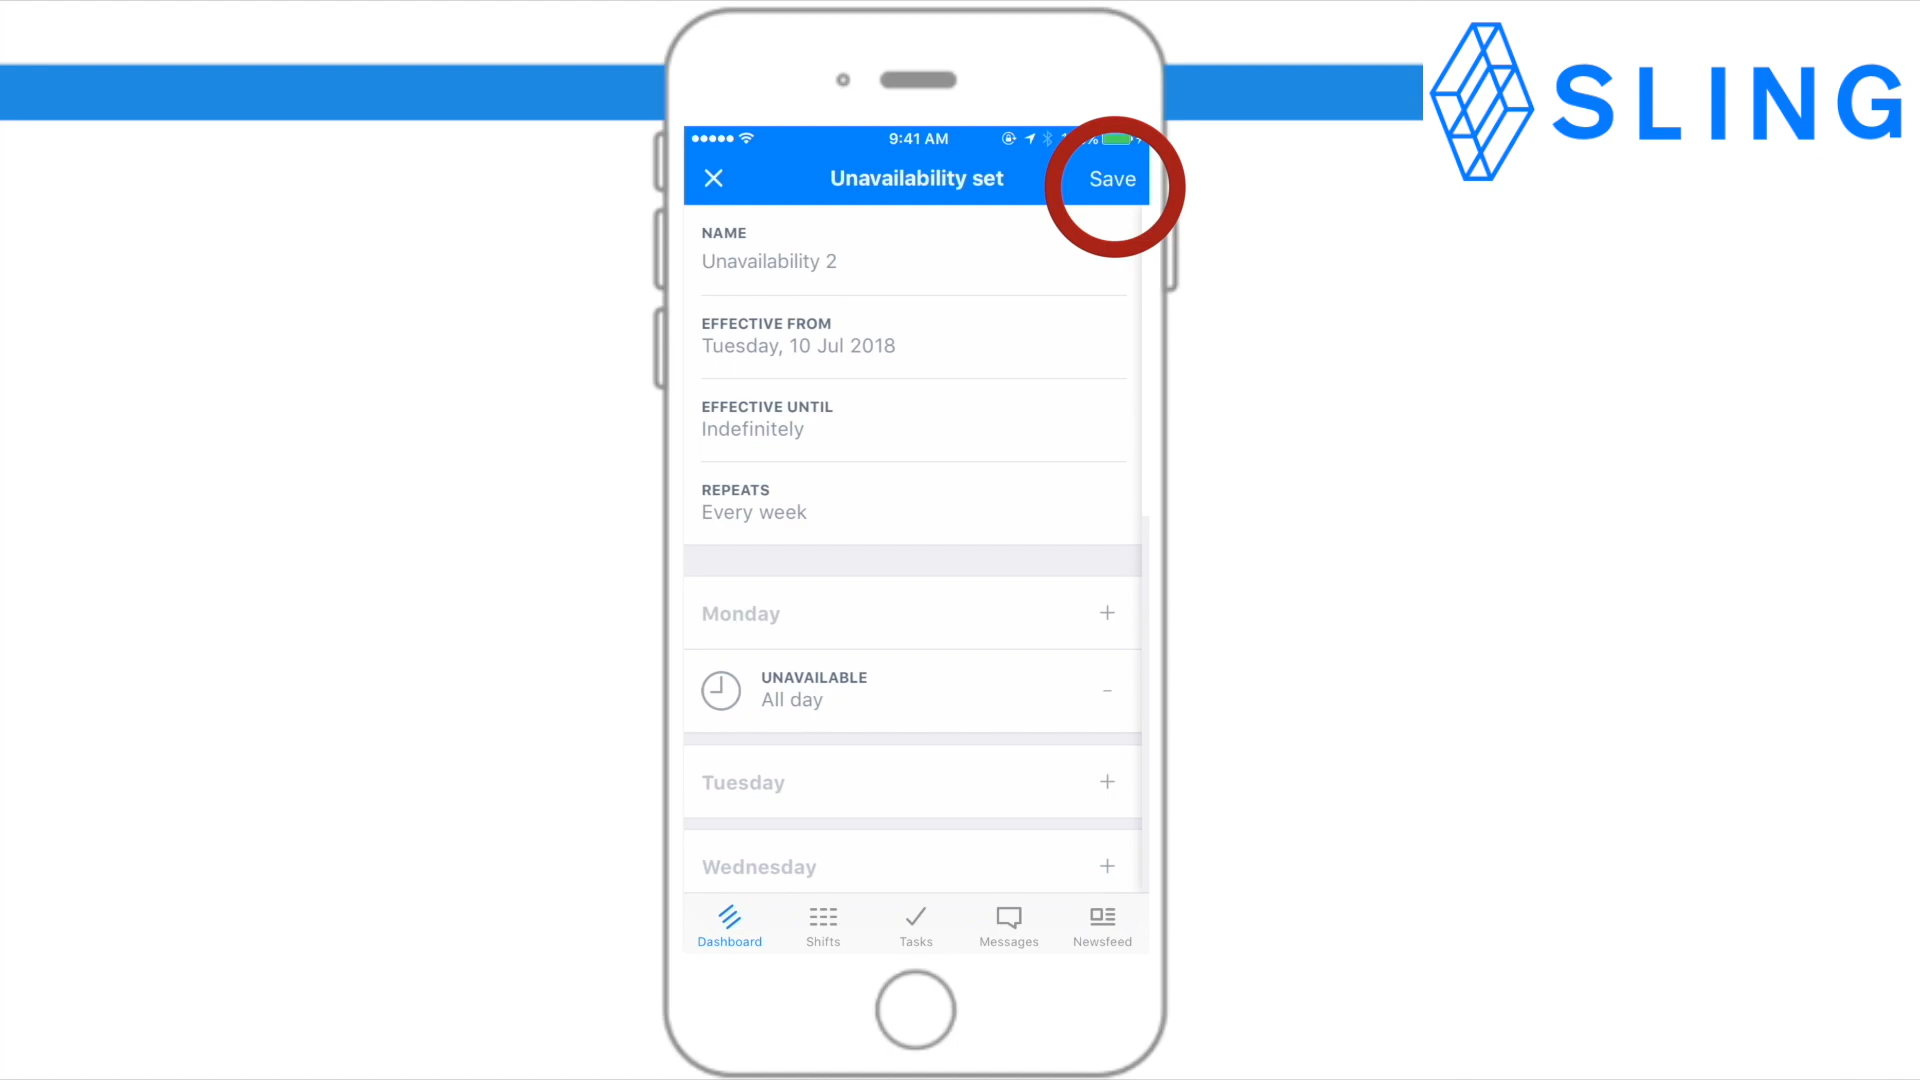 SLING
9:41 AM
Unavailability set
Save
NAME
Unavailability 2
EFFECTIVE FROM
Tuesday, 10 Jul 2018
EFFECTIVE UNTIL
Indefinitely
REPEATS
Every week
Monday +
UNAVAILABLE
All day
Tuesday +
Wednesday +
Dashboard
Shifts
Tasks
Messages
Newsfeed